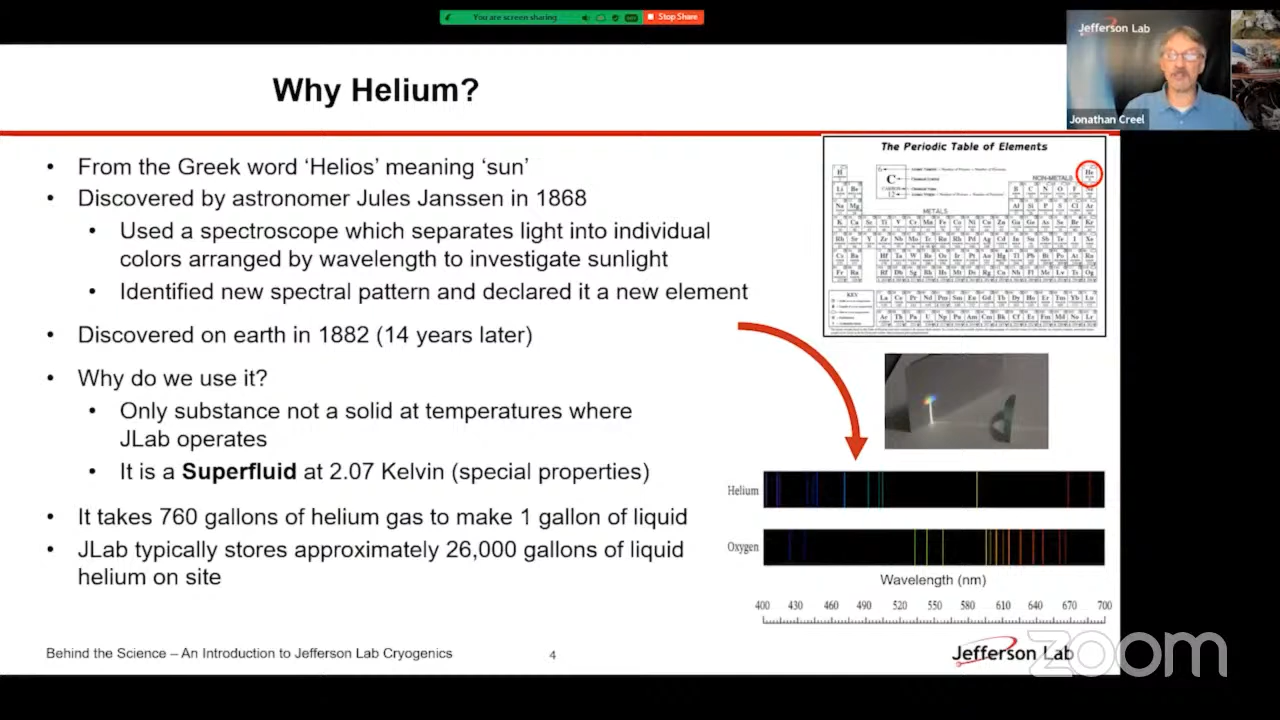 You are screen sharing
Stop Share
Jefferson Lab
Jonathan Creel
Why Helium?
• From the Greek word ‘Helios’ meaning ‘sun’
• Discovered by astronomer Jules Janssen in 1868
• Used a spectroscope which separates light into individual
colors arranged by wavelength to investigate sunlight
• Identified new spectral pattern and declared it a new element
• Discovered on earth in 1882 (14 years later)
• Why do we use it?
• Only substance not a solid at temperatures where
JLab operates
• It is a Superfluid at 2.07 Kelvin (special properties)
• It takes 760 gallons of helium gas to make 1 gallon of liquid
• JLab typically stores approximately 26,000 gallons of liquid
helium on site
The Periodic Table of Elements
NON-METALS
METALS
KEY
Helium
Oxygen
Wavelength (nm)
400 430 460 490 520 550 580 610 640 670 700
Behind the Science – An Introduction to Jefferson Lab Cryogenics
4
Jefferson Lab
zoom